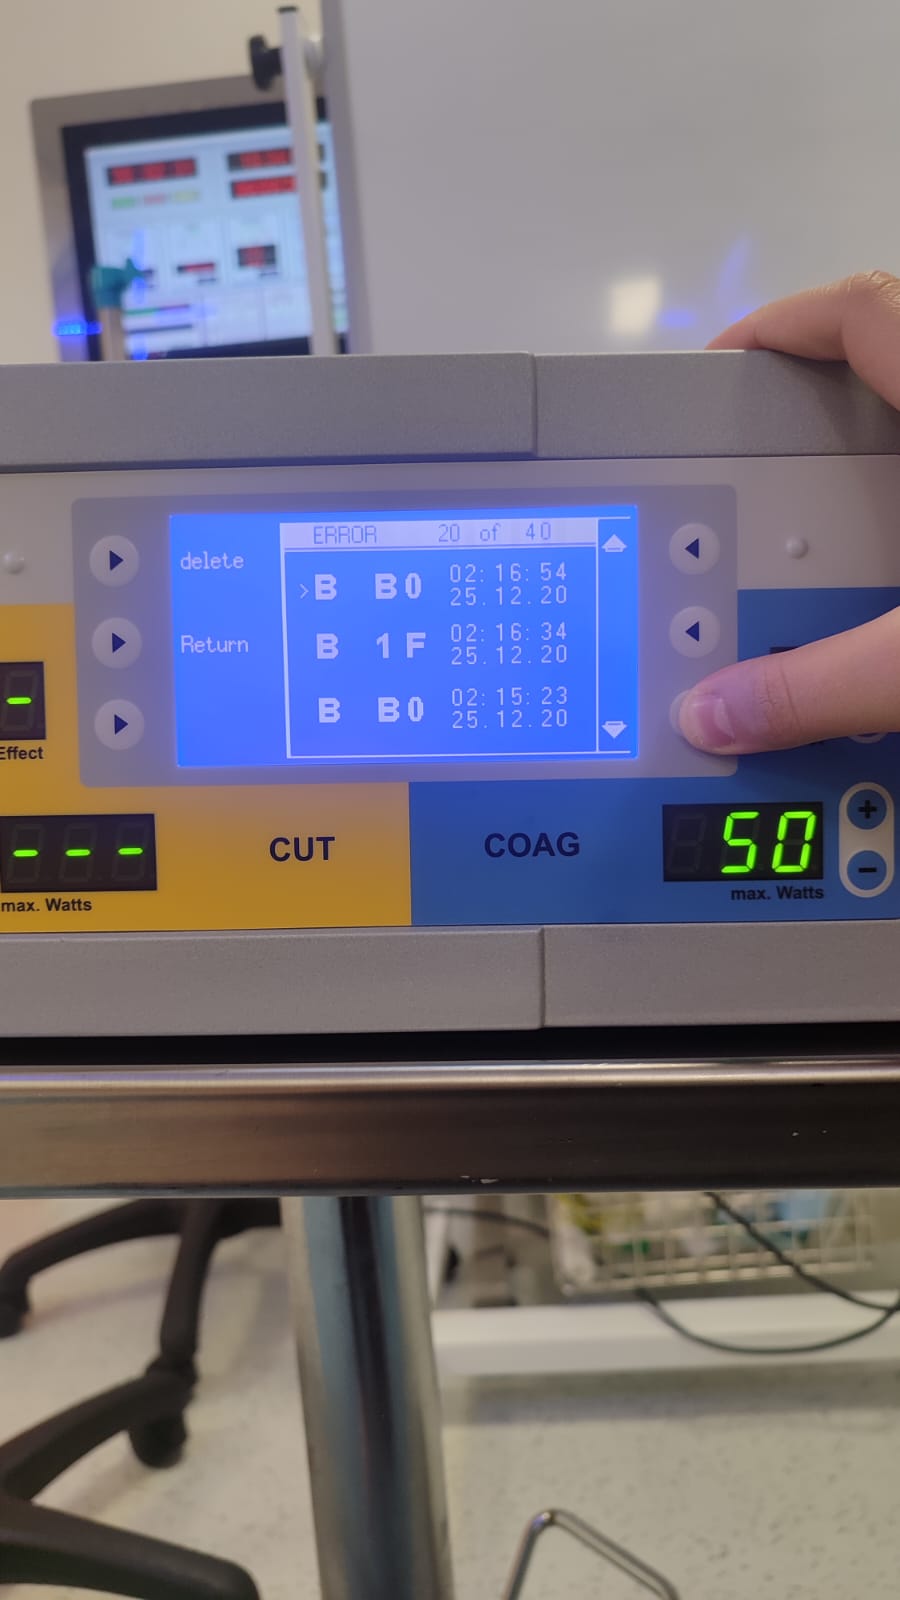 ERROR 20 of 40
delete
>B B0 02:16:54
25.12.20
Return
B 1F 02:16:34
25.12.20
B B0 02:15:23
25.12.20
-
Effect
---
max. Watts
CUT
COAG
50
+
-
max. Watts